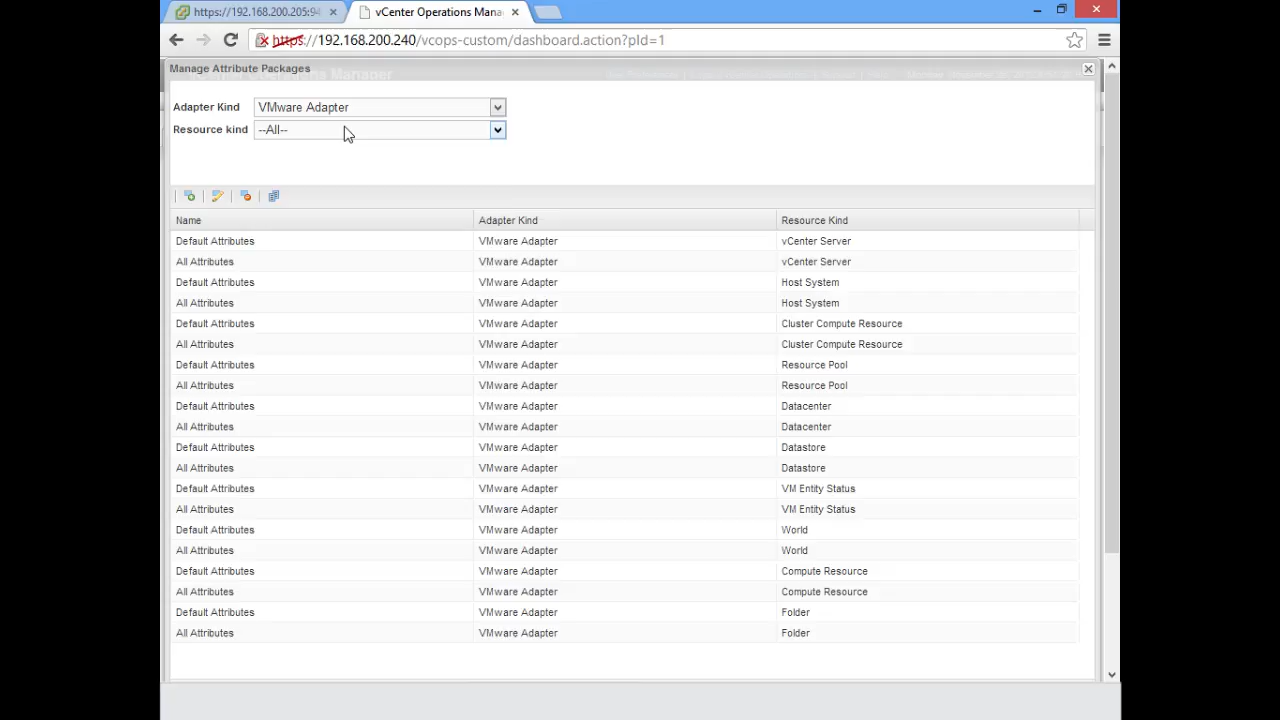 https://192.168.200.205:94
vCenter Operations Mana
https://192.168.200.240/vcops-custom/dashboard.action?pId=1
Manage Attribute Packages
Adapter Kind VMware Adapter
Resource kind --All--
Name Adapter Kind Resource Kind
Default Attributes VMware Adapter vCenter Server
All Attributes VMware Adapter vCenter Server
Default Attributes VMware Adapter Host System
All Attributes VMware Adapter Host System
Default Attributes VMware Adapter Cluster Compute Resource
All Attributes VMware Adapter Cluster Compute Resource
Default Attributes VMware Adapter Resource Pool
All Attributes VMware Adapter Resource Pool
Default Attributes VMware Adapter Datacenter
All Attributes VMware Adapter Datacenter
Default Attributes VMware Adapter Datastore
All Attributes VMware Adapter Datastore
Default Attributes VMware Adapter VM Entity Status
All Attributes VMware Adapter VM Entity Status
Default Attributes VMware Adapter World
All Attributes VMware Adapter World
Default Attributes VMware Adapter Compute Resource
All Attributes VMware Adapter Compute Resource
Default Attributes VMware Adapter Folder
All Attributes VMware Adapter Folder